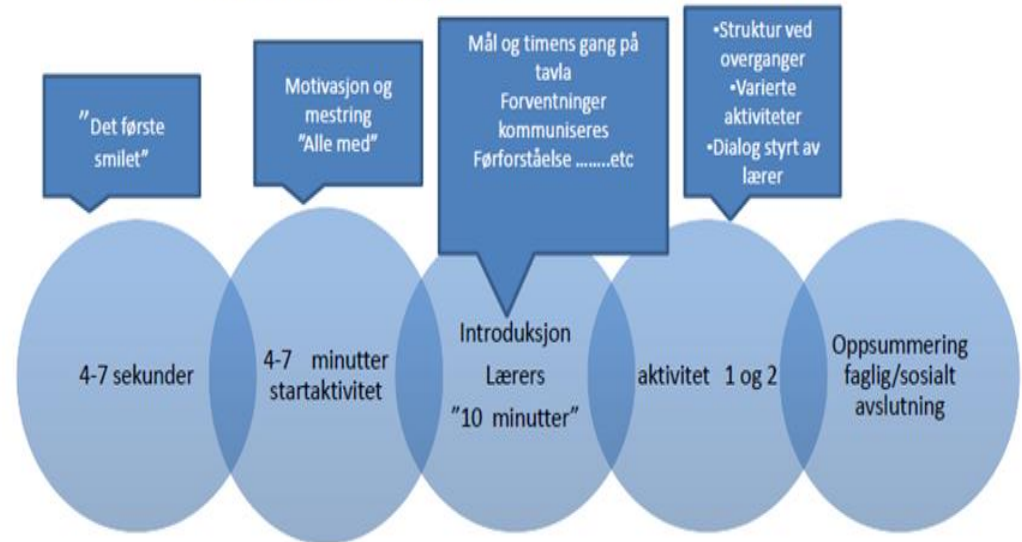 "Det første
smilet"
Motivasjon og
mestring
"Alle med"
Mål og timens gang på
tavla
Forventninger
kommuniseres
Førforståelse ........etc
•Struktur ved
overganger
•Varierte
aktiviteter
•Dialog styrt av
lærer
4-7 sekunder
4-7 minutter
startaktivitet
Introduksjon
Lærers
"10 minutter"
aktivitet 1 og 2
Oppsummering
faglig/sosialt
avslutning